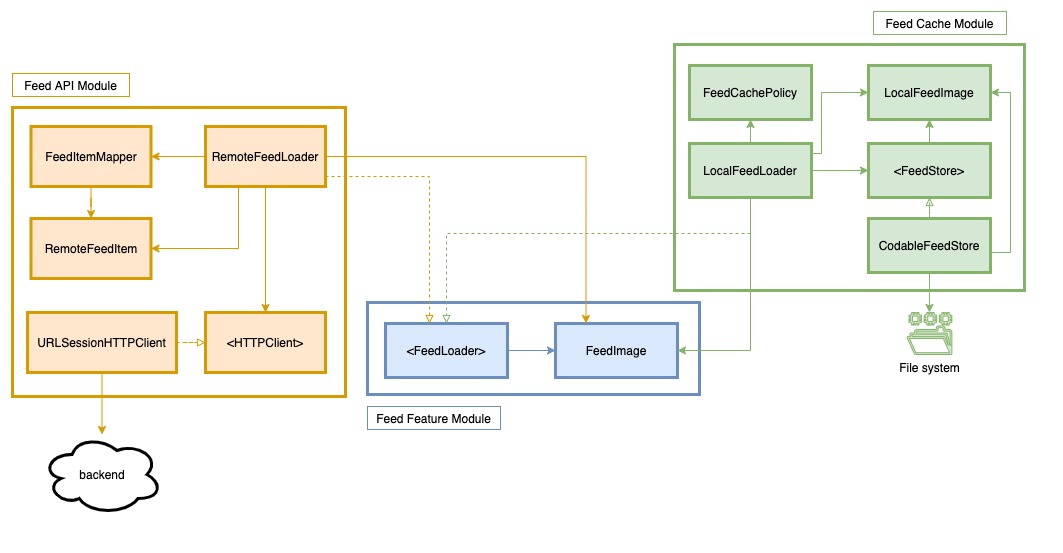 Feed Cache Module
FeedCachePolicy
LocalFeedImage
Feed API Module
FeedItemMapper
RemoteFeedLoader
LocalFeedLoader
<FeedStore>
RemoteFeedItem
CodableFeedStore
URLSessionHTTPClient
<HTTPClient>
<FeedLoader>
FeedImage
File system
Feed Feature Module
backend